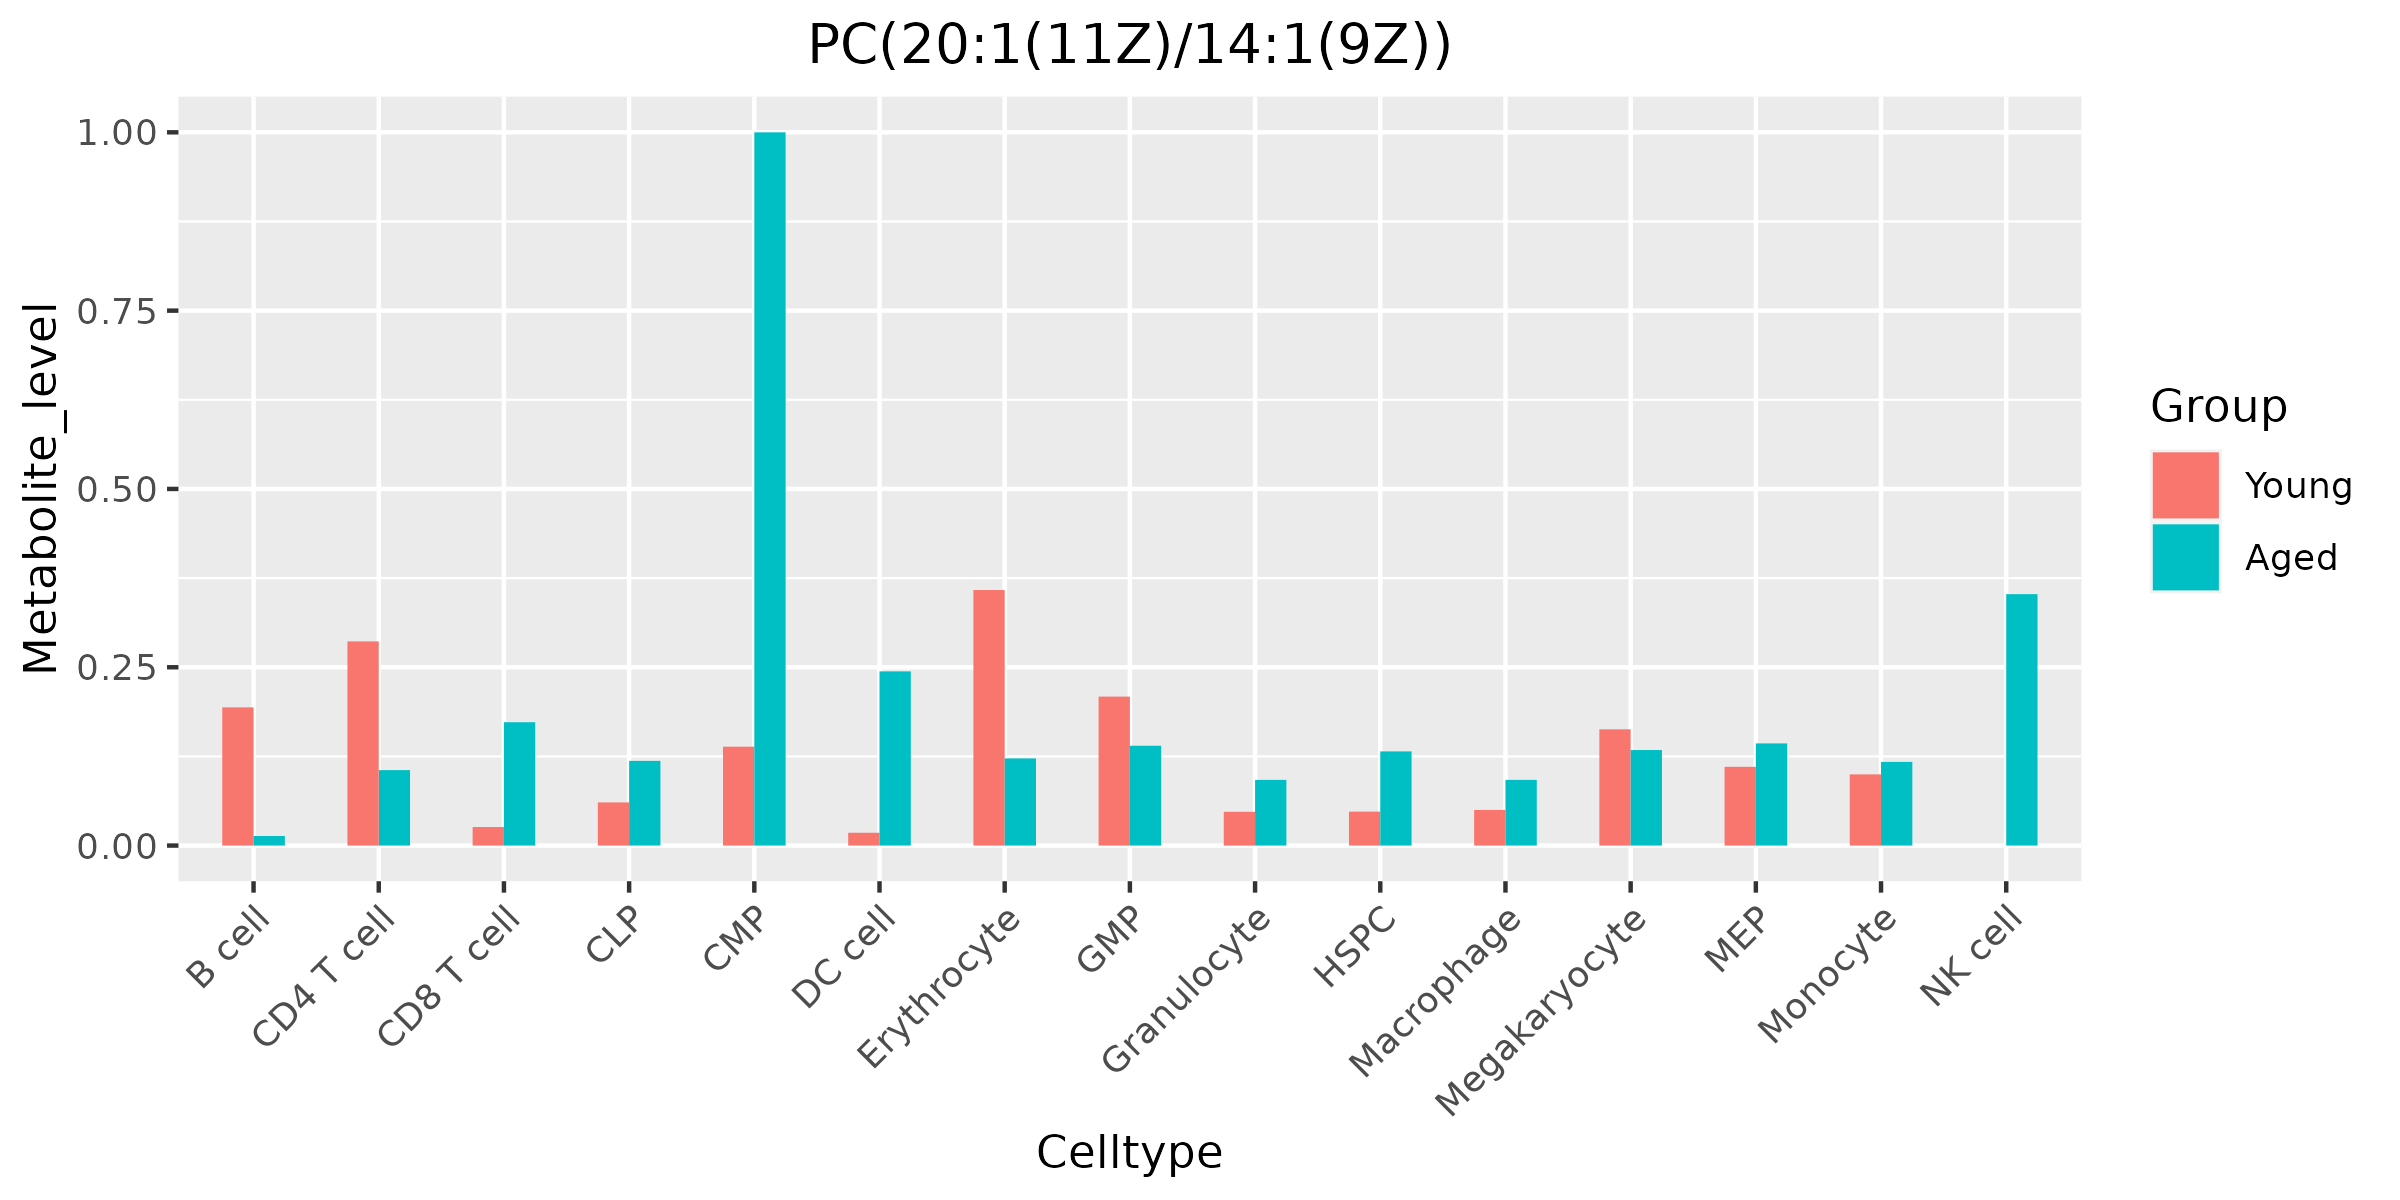 PC(20:1(11Z)/14:1(9Z))
Metabolite_level
1.00
0.75
0.50
0.25
0.00
B cell
CD4 T cell
CD8 T cell
CLP
CMP
DC cell
Erythrocyte
GMP
Granulocyte
HSPC
Macrophage
Megakaryocyte
MEP
Monocyte
NK cell
Celltype
Group
Young
Aged